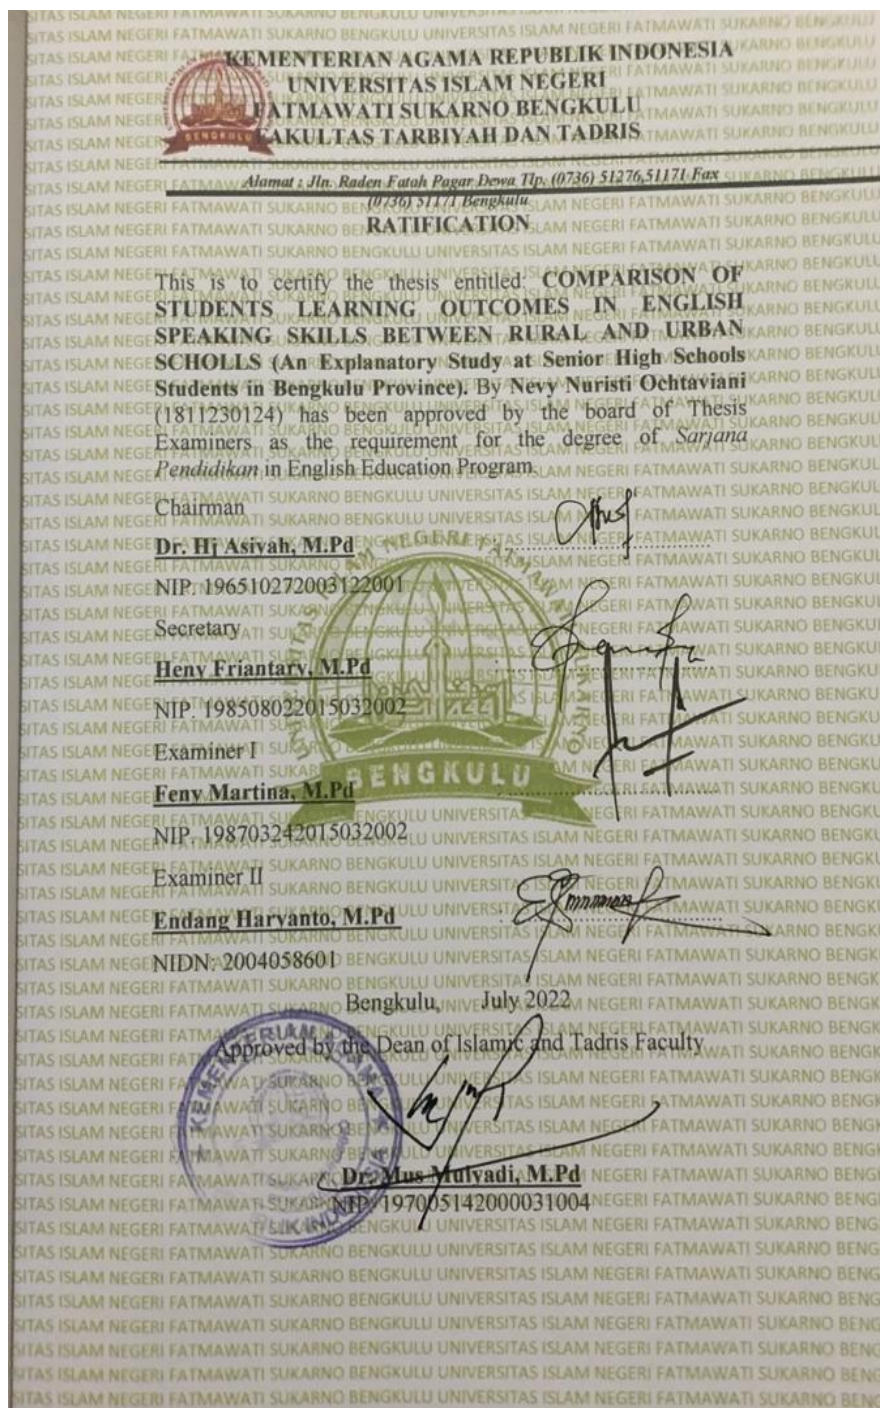 KEMENTERIAN AGAMA REPUBLIK INDONESIA
UNIVERSITAS ISLAM NEGERI
FATMAWATI SUKARNO BENGKULU
FAKULTAS TARBIYAH DAN TADRIS
Alamat : Jln. Raden Fatah Pagar Dewa Tlp. (0736) 51276,51171 Fax
(0736) 51171 Bengkulu
RATIFICATION
This is to certify the thesis entitled: COMPARISON OF
STUDENTS LEARNING OUTCOMES IN ENGLISH
SPEAKING SKILLS BETWEEN RURAL AND URBAN
SCHOLLS (An Explanatory Study at Senior High Schools
Students in Bengkulu Province). By Nevy Nuristi Ochtaviani
(1811230124) has been approved by the board of Thesis
Examiners as the requirement for the degree of Sarjana
Pendidikan in English Education Program.
Chairman
Dr. Hj Asiyah, M.Pd
NIP. 196510272003122001
Secretary
Heny Friantary, M.Pd
NIP. 198508022015032002
Examiner I
Feny Martina, M.Pd
NIP. 198703242015032002
Examiner II
Endang Haryanto, M.Pd
NIDN: 2004058601
Bengkulu, July 2022
Approved by the Dean of Islamic and Tadris Faculty
Dr. Mus Mulyadi, M.Pd
NIP. 197005142000031004
KEMENTERIAN AGAMA
BENGKULU